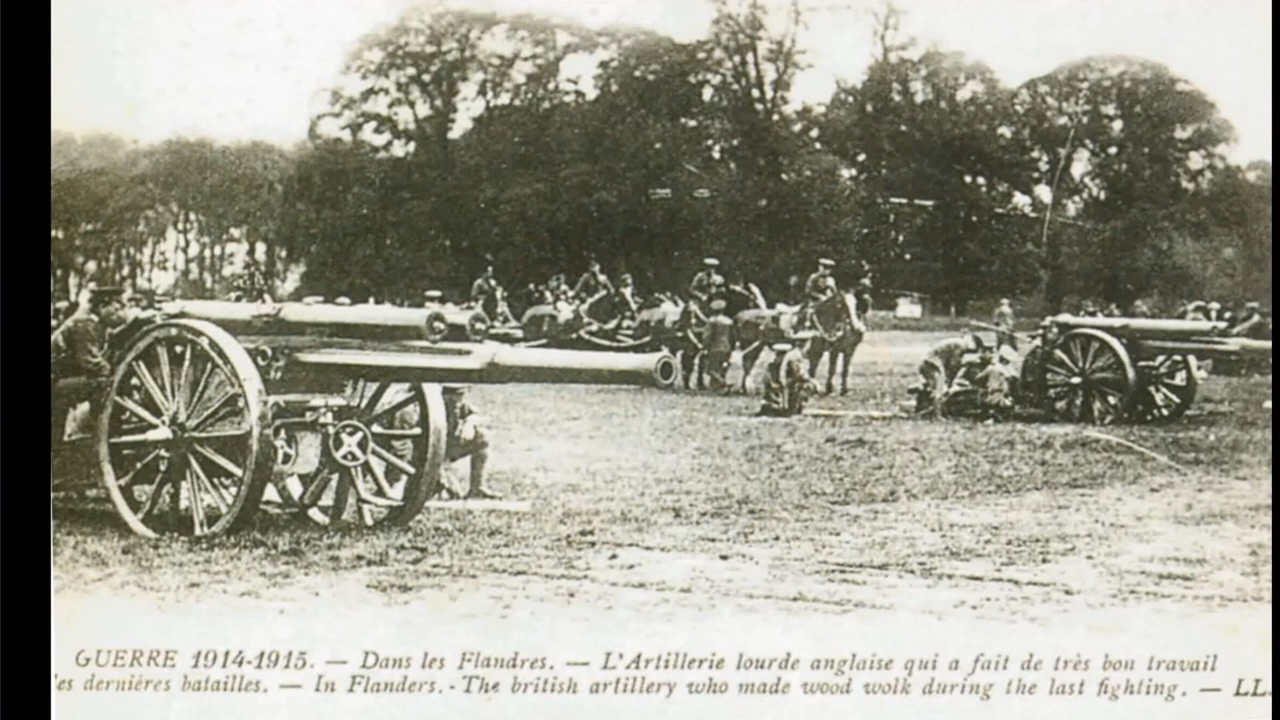 GUERRE 1914-1915. — Dans les Flandres. — L'Artillerie lourde anglaise qui a fait de très bon travail
les dernières batailles. — In Flanders. - The british artillery who made wood wolk during the last fighting. — LL.